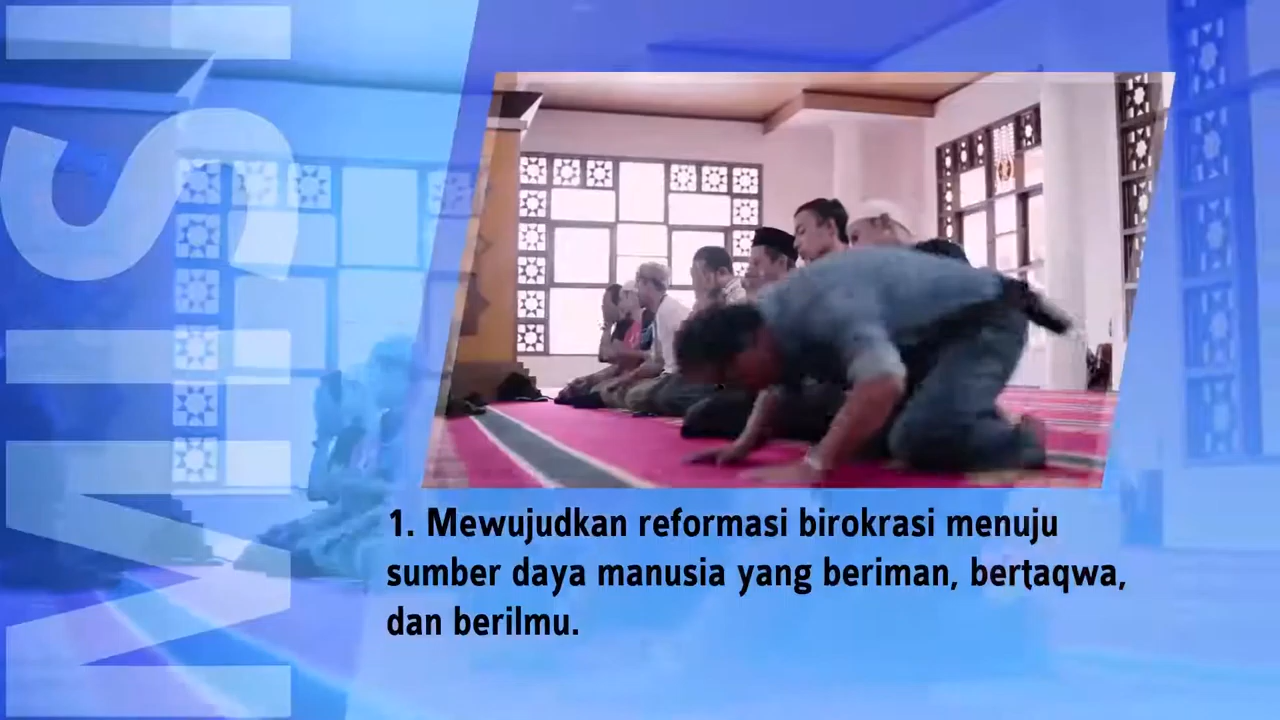 MISI
1. Mewujudkan reformasi birokrasi menuju
sumber daya manusia yang beriman, bertaqwa,
dan berilmu.